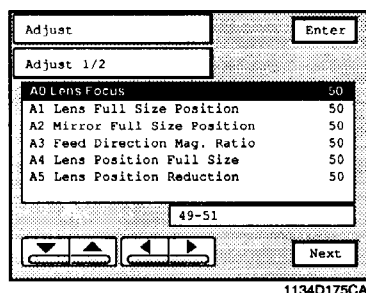 Adjust
Enter
Adjust 1/2
A0 Lens Focus 50
A1 Lens Full Size Position 50
A2 Mirror Full Size Position 50
A3 Feed Direction Mag. Ratio 50
A4 Lens Position Full Size 50
A5 Lens Position Reduction 50
49-51
Next
1134D175CA